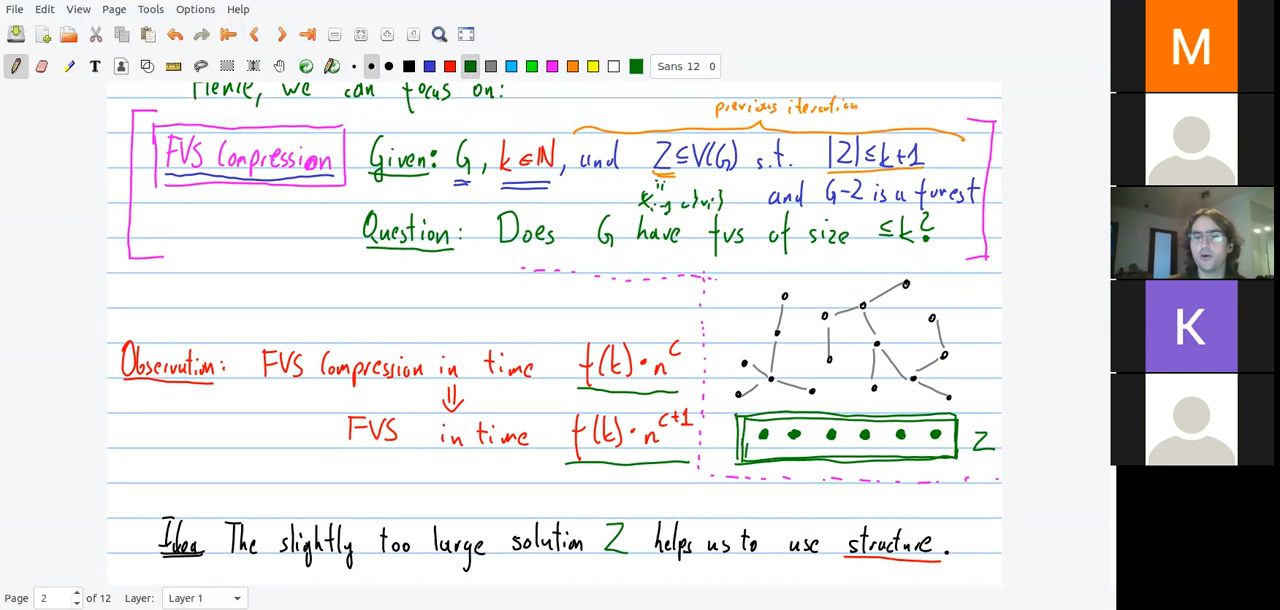 File Edit View Page Tools Options Help
Sans 12 0
Hence, we can focus on:
previous iteration
FVS Compression Given: G, k ∈ ℕ, and Z ⊆ V(G) s.t. |Z| ≤ k+1
and G-Z is a forest
Question: Does G have fvs of size ≤ k?
Observation: FVS Compression in time f(k) · n^c
⇓
FVS in time f(k) · n^{c+1}
Z
Idea The slightly too large solution Z helps us to use structure.
M
K
Page 2 of 12 Layer: Layer 1